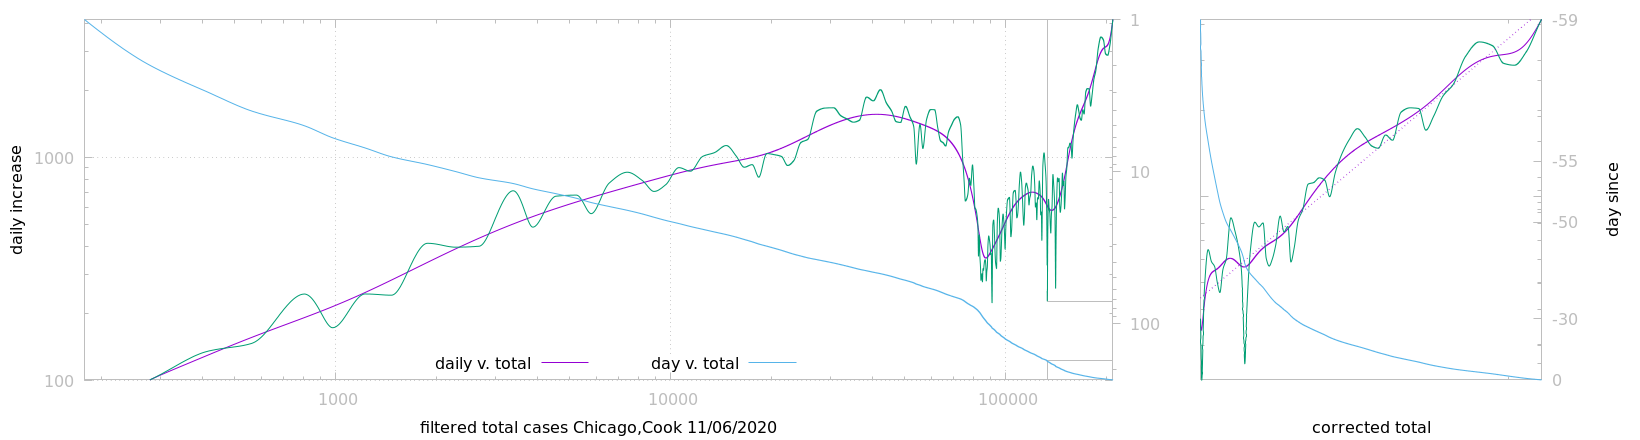 daily increase
1000
100
daily v. total
day v. total
1
10
100
1000
10000
100000
filtered total cases Chicago,Cook 11/06/2020
-59
-55
-50
-30
0
day since
corrected total